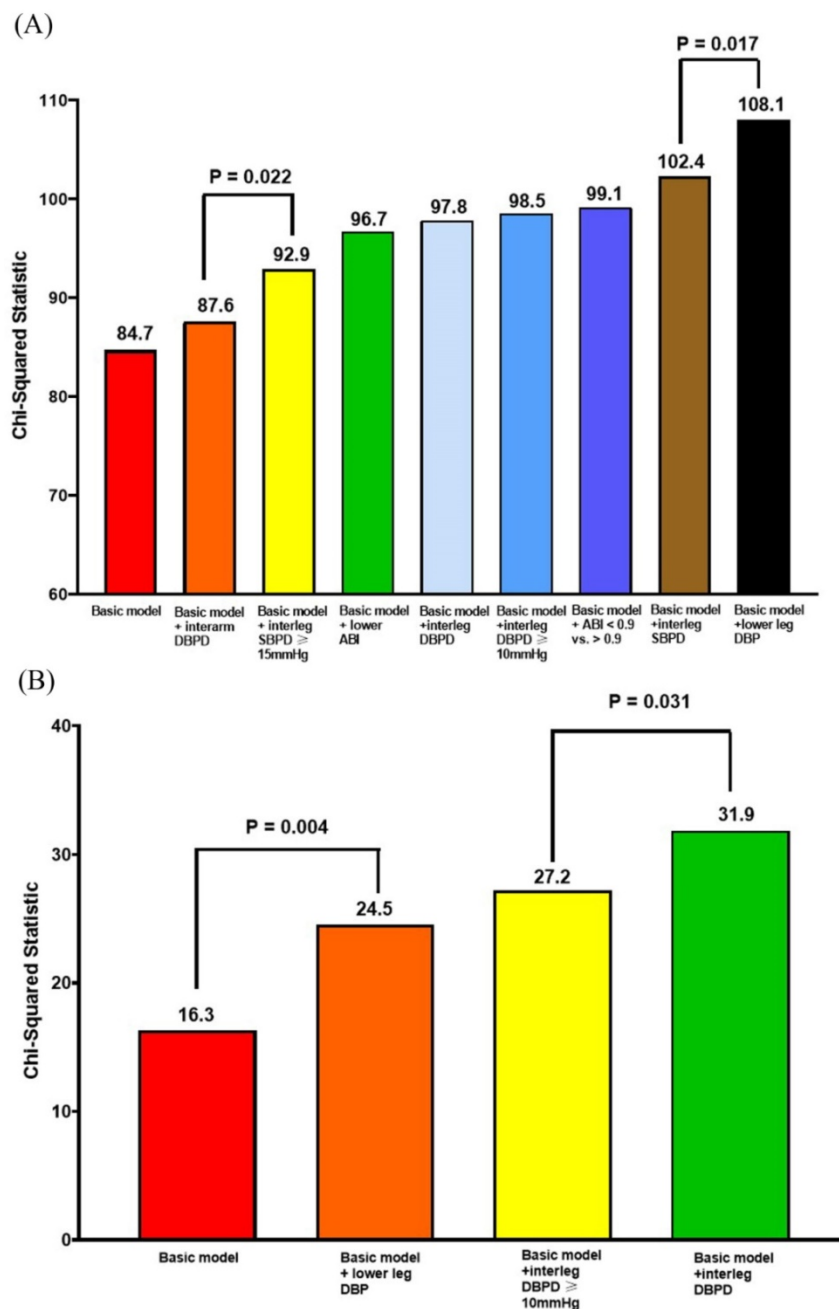 (A)
P = 0.017
110
108.1
102.4
P = 0.022
100
99.1
98.5
97.8
96.7
92.9
90
87.6
84.7
80
70
60
Chi-Squared Statistic
Basic model
Basic model
+ interarm
DBPD
Basic model
+ interleg
SBPD ≧
15mmHg
Basic model
+ lower
ABI
Basic model
+interleg
DBPD
Basic model
+interleg
DBPD ≧
10mmHg
Basic model
+ ABI < 0.9
vs. > 0.9
Basic model
+interleg
SBPD
Basic model
+lower leg
DBP
(B)
40
P = 0.031
P = 0.004
31.9
30
27.2
24.5
20
16.3
10
0
Chi-Squared Statistic
Basic model
Basic model
+ lower leg
DBP
Basic model
+interleg
DBPD ≧
10mmHg
Basic model
+interleg
DBPD